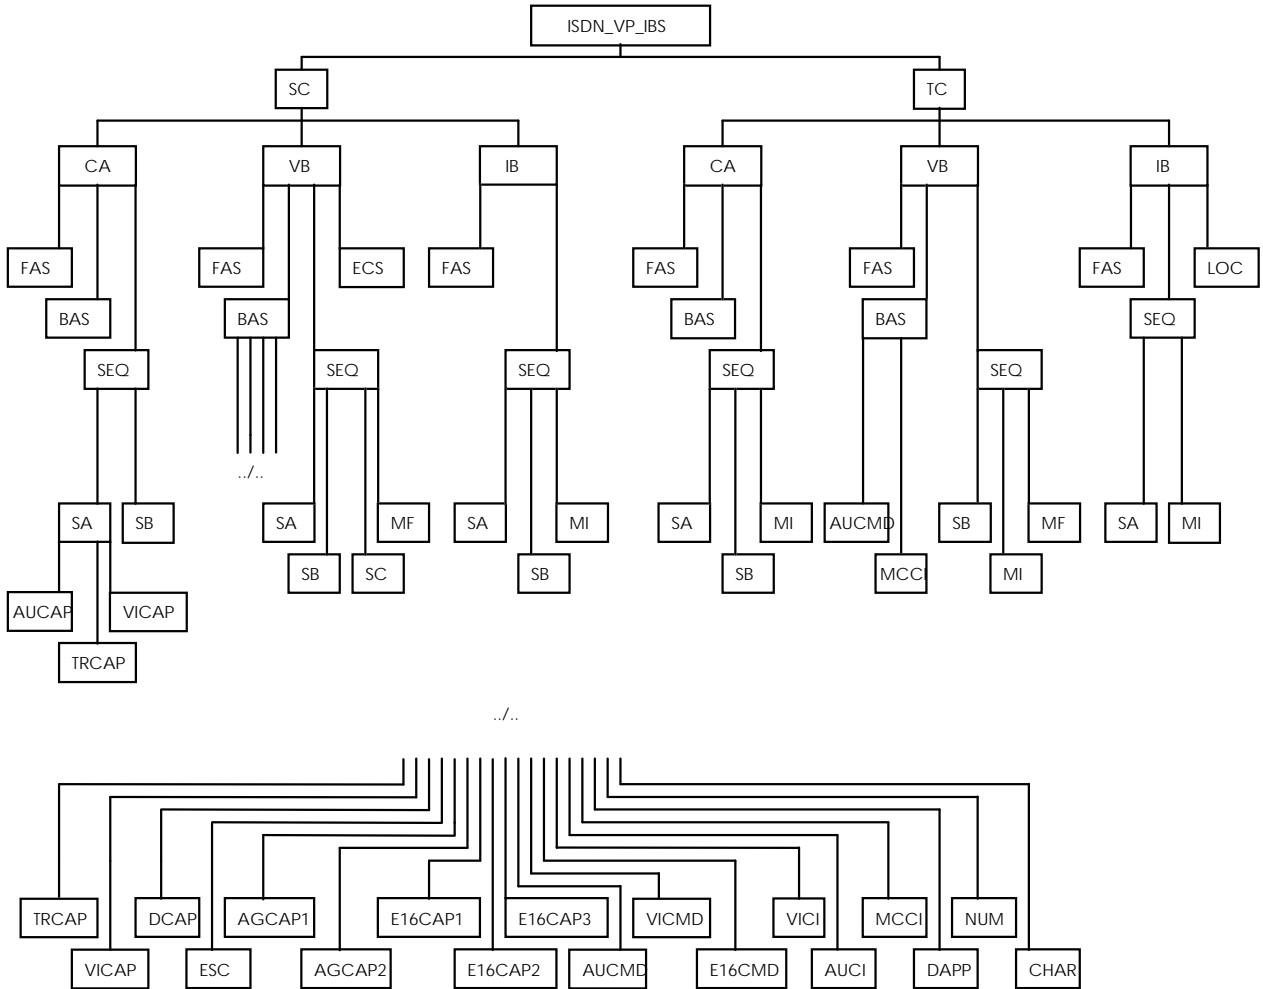 ISDN_VP_IBS
SC TC
CA VB IB CA VB IB
FAS FAS ECS FAS FAS FAS FAS LOC
BAS BAS BAS BAS SEQ
SEQ SEQ SEQ SEQ SEQ
../..
SA SB SA MF SA MI SA MI AUCMD SB MF SA MI
SB SC SB SB MCCI MI
AUCAP VICAP
TRCAP
../..
TRCAP DCAP AGCAP1 E16CAP1 E16CAP3 VICMD VICI MCCI NUM
VICAP ESC AGCAP2 E16CAP2 AUCMD E16CMD AUCI DAPP CHAR